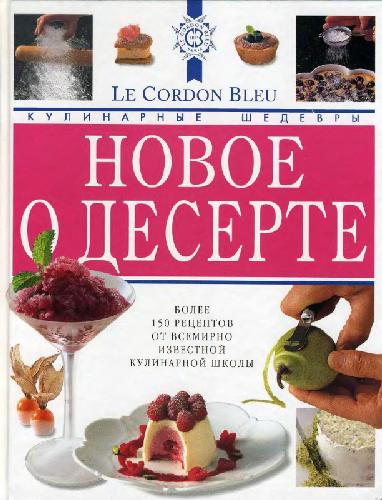 LE CORDON BLEU
КУЛИНАРНЫЕ ШЕДЕВРЫ
НОВОЕ
О ДЕСЕРТЕ
БОЛЕЕ
150 РЕЦЕПТОВ
ОТ ВСЕМИРНО
ИЗВЕСТНОЙ
КУЛИНАРНОЙ ШКОЛЫ